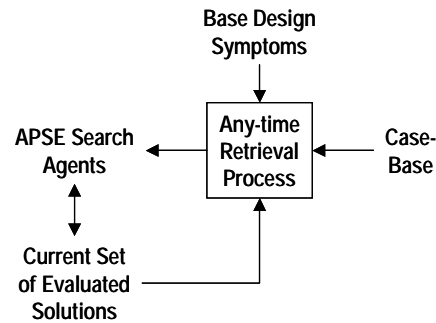 Base Design
Symptoms
Any-time
Retrieval
Process
APSE Search
Agents
Case-
Base
Current Set
of Evaluated
Solutions